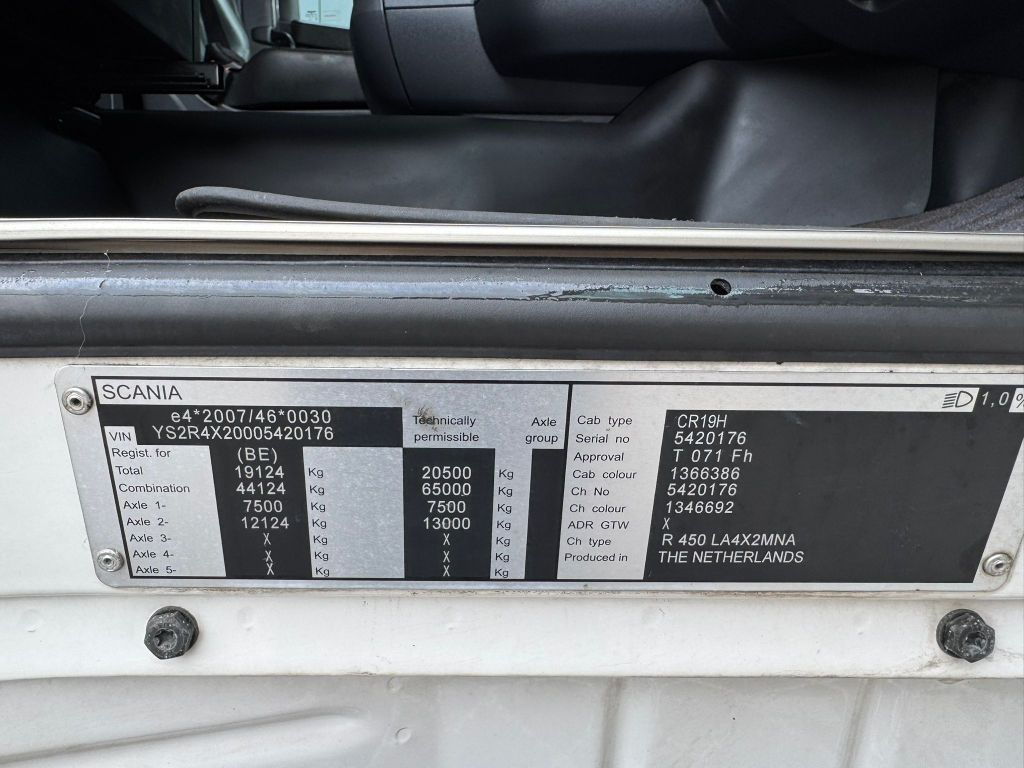 SCANIA
1,0 %
e4*2007/46*0030
VIN YS2R4X20005420176
Technically permissible
Axle group
Regist. for (BE)
Total 19124 Kg 20500 Kg
Combination 44124 Kg 65000 Kg
Axle 1- 7500 Kg 7500 Kg
Axle 2- 12124 Kg 13000 Kg
Axle 3- X Kg X Kg
Axle 4- X Kg X Kg
Axle 5- X Kg X Kg
Cab type CR19H
Serial no 5420176
Approval T 071 Fh
Cab colour 1366386
Ch No 5420176
Ch colour 1346692
ADR GTW X
Ch type R 450 LA4X2MNA
Produced in THE NETHERLANDS